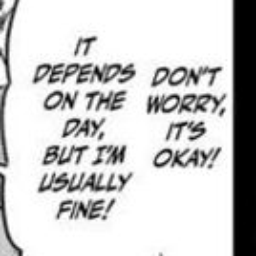 DON'T
WORRY,
IT'S
OKAY!
IT
DEPENDS
ON THE
DAY,
BUT I'M
USUALLY
FINE!